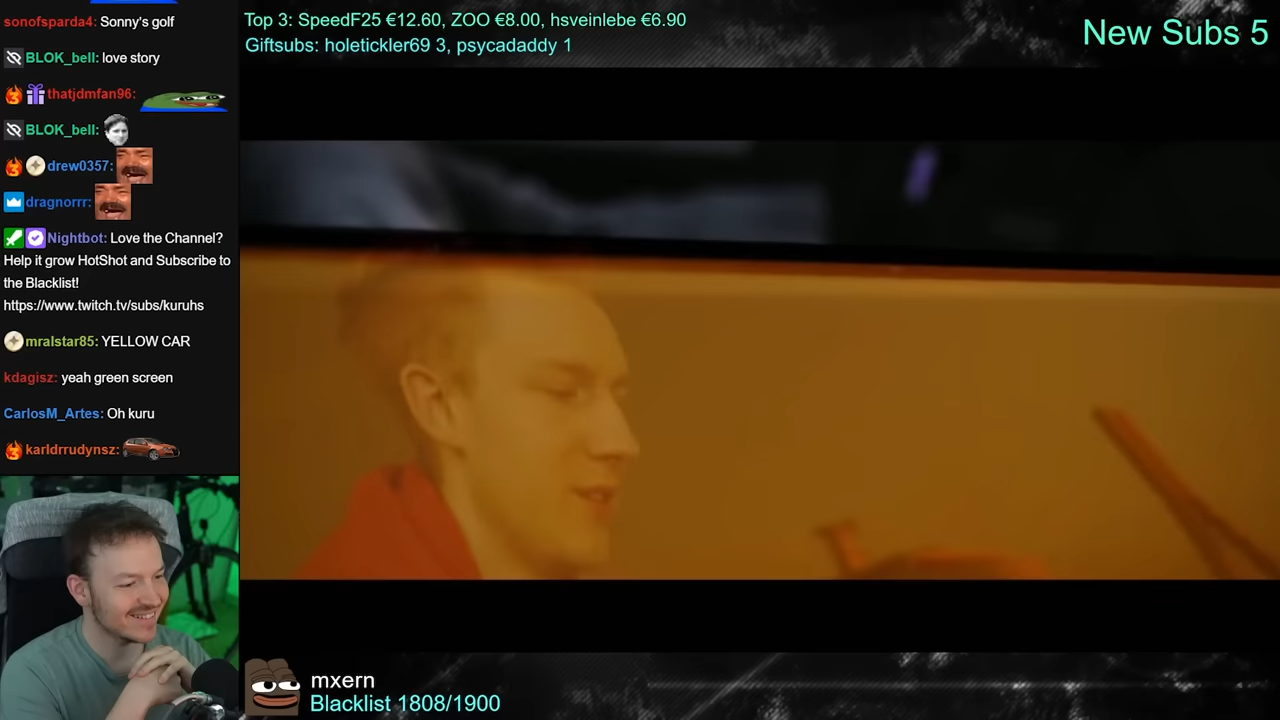 sonofsparda4: Sonny's golf
BLOK_bell: love story
thatjdmfan96:
BLOK_bell:
drew0357:
dragnorrr:
Nightbot: Love the Channel?
Help it grow HotShot and Subscribe to
the Blacklist!
https://www.twitch.tv/subs/kuruhs
mralstar85: YELLOW CAR
kdagisz: yeah green screen
CarlosM_Artes: Oh kuru
karldrrudynsz:
Top 3: SpeedF25 €12.60, ZOO €8.00, hsveinlebe €6.90
Giftsubs: holetickler69 3, psycadaddy 1
New Subs 5
mxern
Blacklist 1808/1900